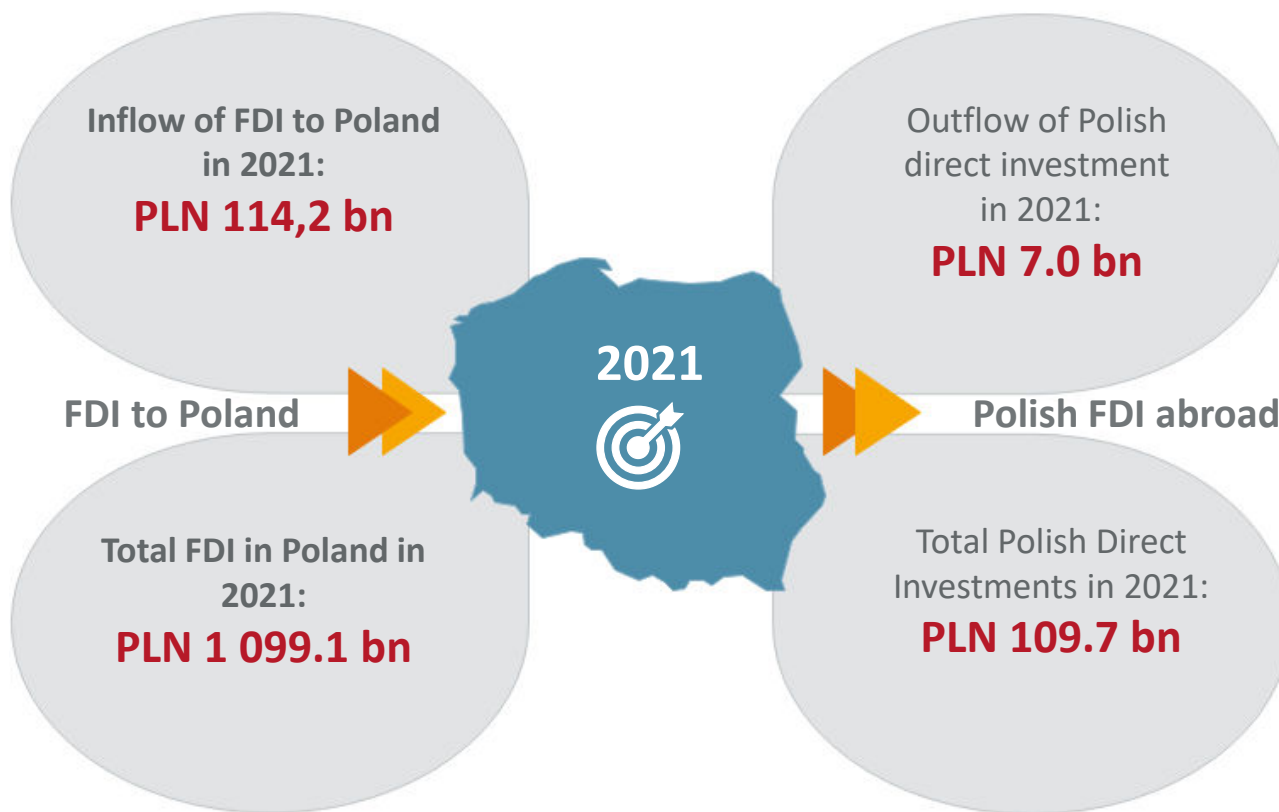 Inflow of FDI to Poland
in 2021:
PLN 114,2 bn
Outflow of Polish
direct investment
in 2021:
PLN 7.0 bn
2021
FDI to Poland
Polish FDI abroad
Total FDI in Poland in
2021:
PLN 1 099.1 bn
Total Polish Direct
Investments in 2021:
PLN 109.7 bn